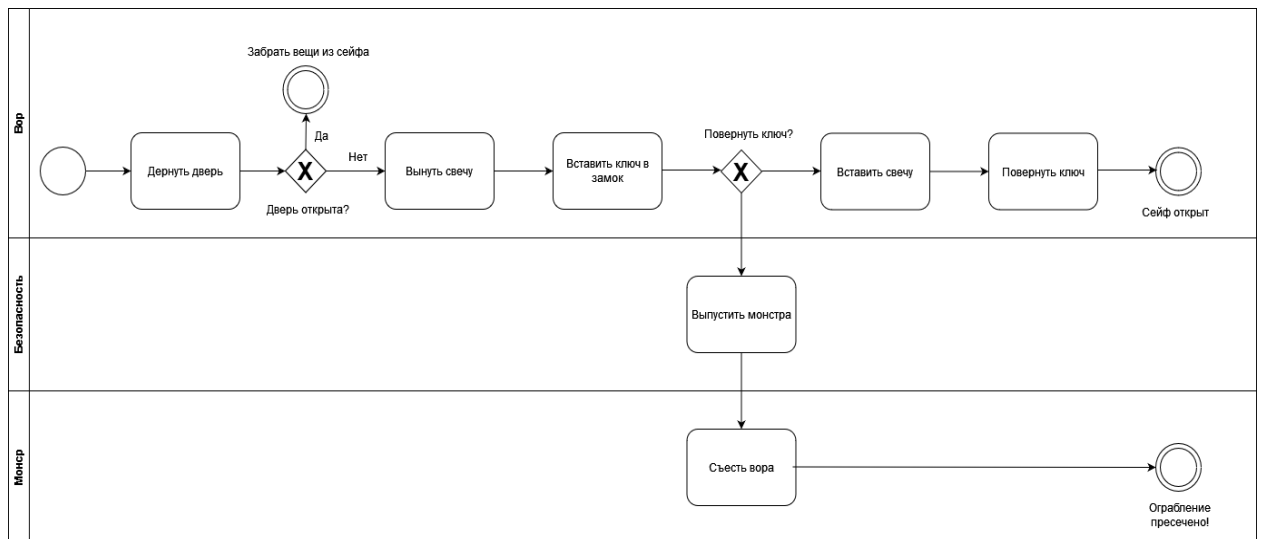 Вор
Забрать вещи из сейфа
Да
Дернуть дверь
X
Нет
Дверь открыта?
Вынуть свечу
Вставить ключ в
замок
Повернуть ключ?
X
Вставить свечу
Повернуть ключ
Сейф открыт
Безопасность
Выпустить монстра
Монср
Съесть вора
Ограбление
пресечено!